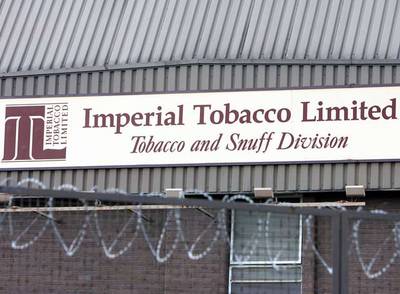 IMPERIAL
TOBACCO
LIMITED
Imperial Tobacco Limited
Tobacco and Snuff Division